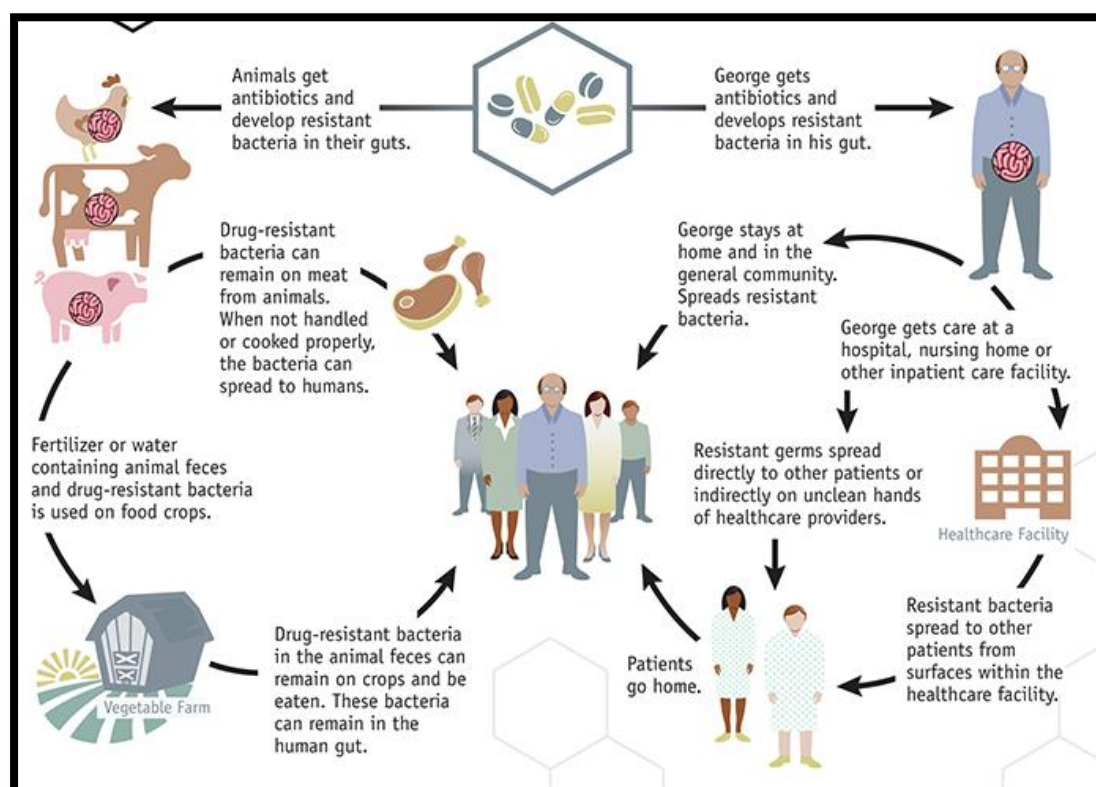 Animals get
antibiotics and
develop resistant
bacteria in their guts.
George gets
antibiotics and
develops resistant
bacteria in his gut.
Drug-resistant
bacteria can
remain on meat
from animals.
When not handled
or cooked properly,
the bacteria can
spread to humans.
George stays at
home and in the
general community.
Spreads resistant
bacteria.
George gets care at a
hospital, nursing home or
other inpatient care facility.
Fertilizer or water
containing animal feces
and drug-resistant bacteria
is used on food crops.
Resistant germs spread
directly to other patients or
indirectly on unclean hands
of healthcare providers.
Healthcare Facility
Vegetable Farm
Drug-resistant bacteria
in the animal feces can
remain on crops and be
eaten. These bacteria
can remain in the
human gut.
Patients
go home.
Resistant bacteria
spread to other
patients from
surfaces within the
healthcare facility.